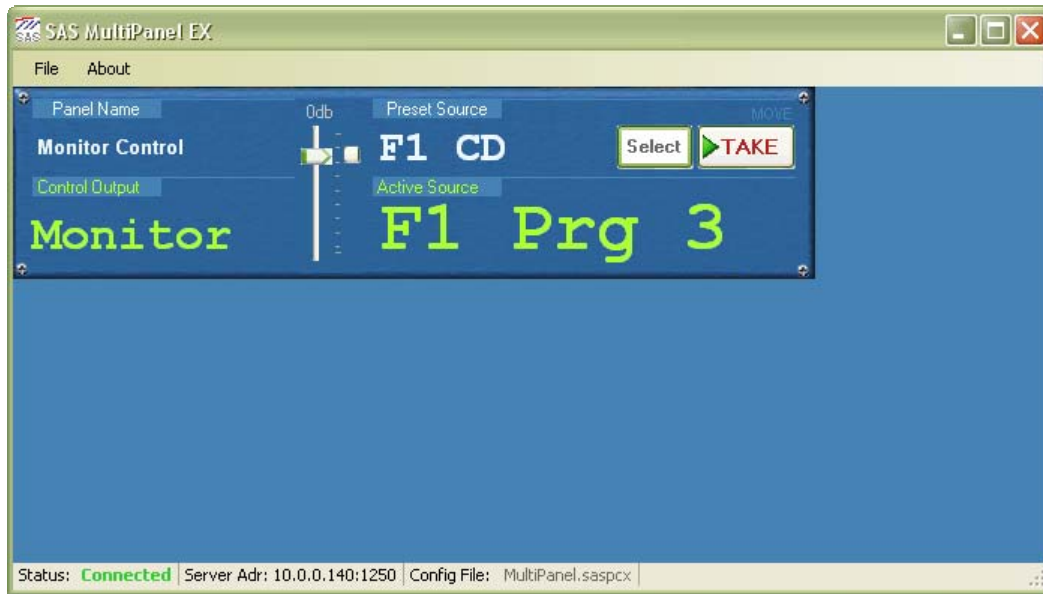 SAS MultiPanel EX
File About
Panel Name
0db
Preset Source
MOVE
Monitor Control
F1 CD
Select
TAKE
Control Output
Active Source
Monitor
F1 Prg 3
Status: Connected Server Adr: 10.0.0.140:1250 Config File: MultiPanel.saspcx